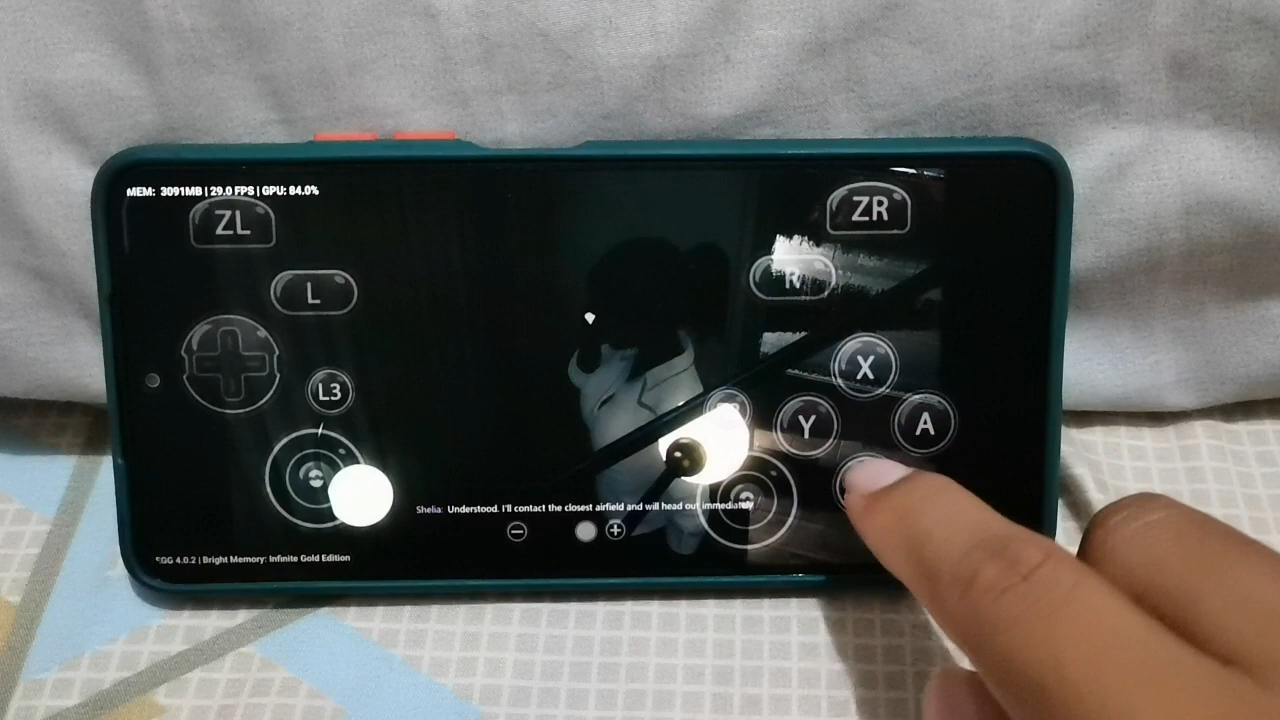 MEM: 3091MB | 29.0 FPS | GPU: 84.0%
ZL
ZR
L
R
L3
X
Y
A
Shelia: Understood. I'll contact the closest airfield and will head out immediately
EGG 4.0.2 | Bright Memory: Infinite Gold Edition